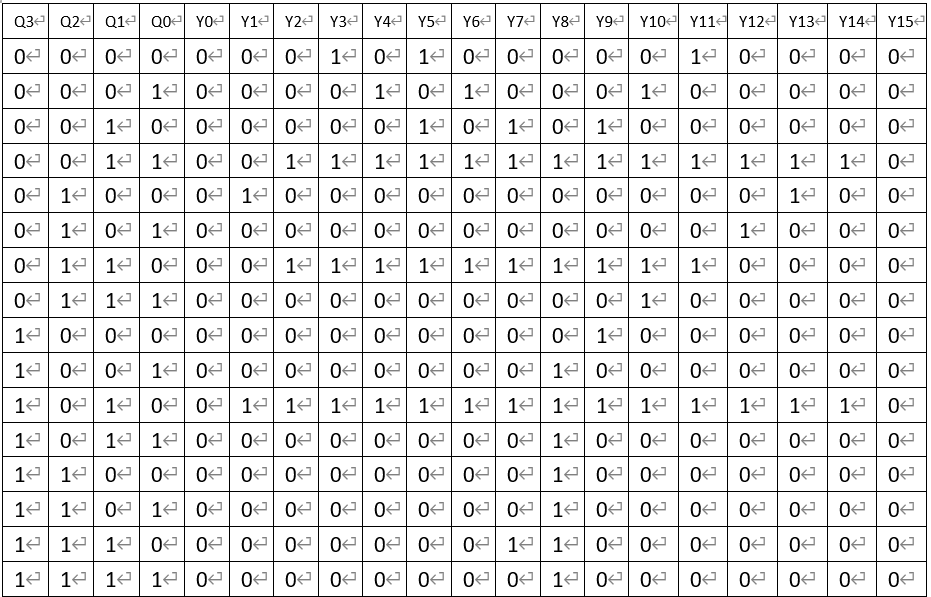 Q3↵ Q2↵ Q1↵ Q0↵ Y0↵ Y1↵ Y2↵ Y3↵ Y4↵ Y5↵ Y6↵ Y7↵ Y8↵ Y9↵ Y10↵ Y11↵ Y12↵ Y13↵ Y14↵ Y15↵
0↵ 0↵ 0↵ 0↵ 0↵ 0↵ 0↵ 1↵ 0↵ 1↵ 0↵ 0↵ 0↵ 0↵ 0↵ 1↵ 0↵ 0↵ 0↵ 0↵
0↵ 0↵ 0↵ 1↵ 0↵ 0↵ 0↵ 0↵ 1↵ 0↵ 1↵ 0↵ 0↵ 0↵ 1↵ 0↵ 0↵ 0↵ 0↵ 0↵
0↵ 0↵ 1↵ 0↵ 0↵ 0↵ 0↵ 0↵ 0↵ 1↵ 0↵ 1↵ 0↵ 1↵ 0↵ 0↵ 0↵ 0↵ 0↵ 0↵
0↵ 0↵ 1↵ 1↵ 0↵ 0↵ 1↵ 1↵ 1↵ 1↵ 1↵ 1↵ 1↵ 1↵ 1↵ 1↵ 1↵ 1↵ 1↵ 0↵
0↵ 1↵ 0↵ 0↵ 0↵ 1↵ 0↵ 0↵ 0↵ 0↵ 0↵ 0↵ 0↵ 0↵ 0↵ 0↵ 0↵ 1↵ 0↵ 0↵
0↵ 1↵ 0↵ 1↵ 0↵ 0↵ 0↵ 0↵ 0↵ 0↵ 0↵ 0↵ 0↵ 0↵ 0↵ 0↵ 1↵ 0↵ 0↵ 0↵
0↵ 1↵ 1↵ 0↵ 0↵ 0↵ 1↵ 1↵ 1↵ 1↵ 1↵ 1↵ 1↵ 1↵ 1↵ 1↵ 0↵ 0↵ 0↵ 0↵
0↵ 1↵ 1↵ 1↵ 0↵ 0↵ 0↵ 0↵ 0↵ 0↵ 0↵ 0↵ 0↵ 0↵ 1↵ 0↵ 0↵ 0↵ 0↵ 0↵
1↵ 0↵ 0↵ 0↵ 0↵ 0↵ 0↵ 0↵ 0↵ 0↵ 0↵ 0↵ 0↵ 1↵ 0↵ 0↵ 0↵ 0↵ 0↵ 0↵
1↵ 0↵ 0↵ 1↵ 0↵ 0↵ 0↵ 0↵ 0↵ 0↵ 0↵ 0↵ 1↵ 0↵ 0↵ 0↵ 0↵ 0↵ 0↵ 0↵
1↵ 0↵ 1↵ 0↵ 0↵ 1↵ 1↵ 1↵ 1↵ 1↵ 1↵ 1↵ 1↵ 1↵ 1↵ 1↵ 1↵ 1↵ 1↵ 0↵
1↵ 0↵ 1↵ 1↵ 0↵ 0↵ 0↵ 0↵ 0↵ 0↵ 0↵ 0↵ 1↵ 0↵ 0↵ 0↵ 0↵ 0↵ 0↵ 0↵
1↵ 1↵ 0↵ 0↵ 0↵ 0↵ 0↵ 0↵ 0↵ 0↵ 0↵ 0↵ 1↵ 0↵ 0↵ 0↵ 0↵ 0↵ 0↵ 0↵
1↵ 1↵ 0↵ 1↵ 0↵ 0↵ 0↵ 0↵ 0↵ 0↵ 0↵ 0↵ 1↵ 0↵ 0↵ 0↵ 0↵ 0↵ 0↵ 0↵
1↵ 1↵ 1↵ 0↵ 0↵ 0↵ 0↵ 0↵ 0↵ 0↵ 0↵ 1↵ 1↵ 0↵ 0↵ 0↵ 0↵ 0↵ 0↵ 0↵
1↵ 1↵ 1↵ 1↵ 0↵ 0↵ 0↵ 0↵ 0↵ 0↵ 0↵ 0↵ 1↵ 0↵ 0↵ 0↵ 0↵ 0↵ 0↵ 0↵